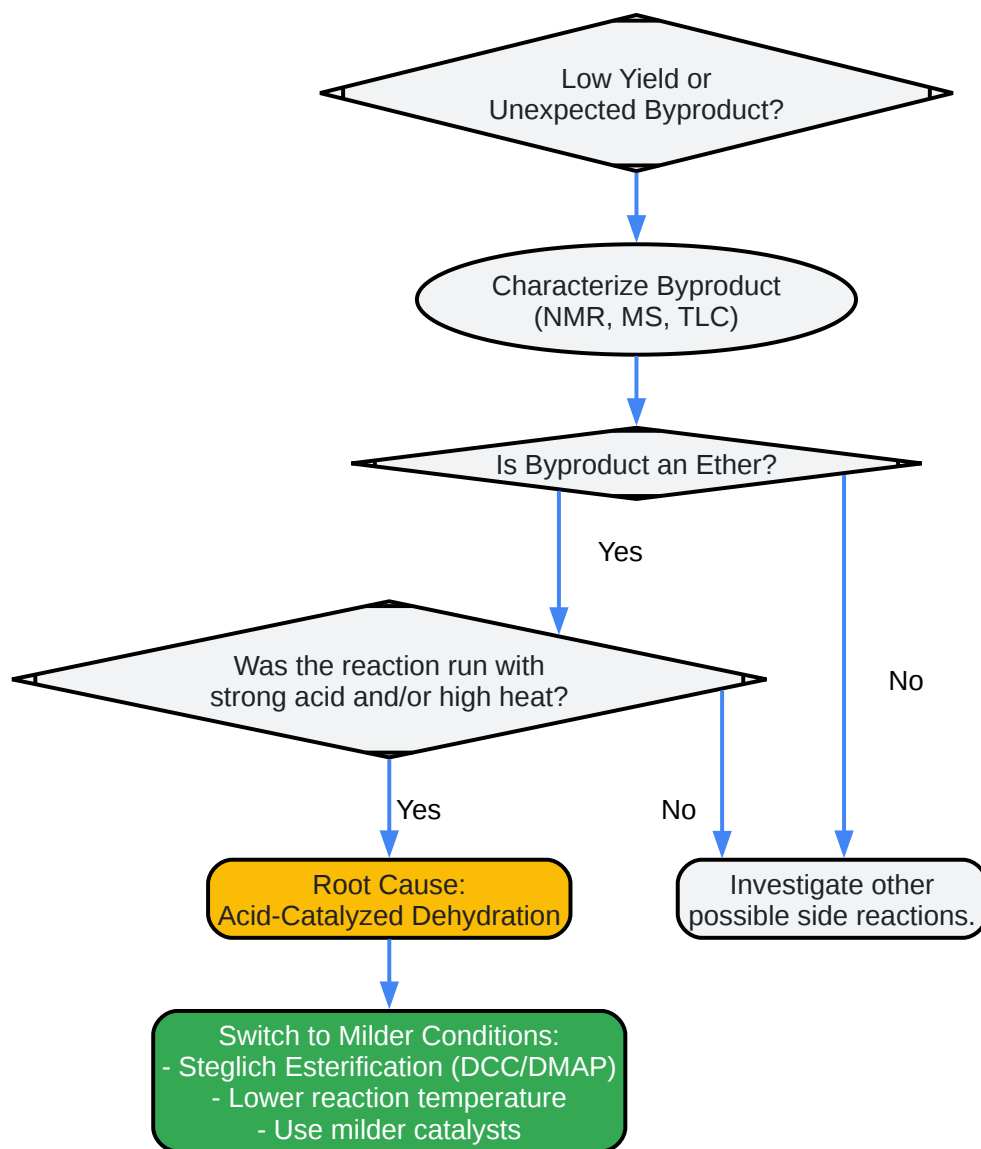 Low Yield or
Unexpected Byproduct?
Characterize Byproduct
(NMR, MS, TLC)
Is Byproduct an Ether?
Yes
Was the reaction run with
strong acid and/or high heat?
No
Yes
No
Root Cause:
Acid-Catalyzed Dehydration
Investigate other
possible side reactions.
Switch to Milder Conditions:
- Steglich Esterification (DCC/DMAP)
- Lower reaction temperature
- Use milder catalysts